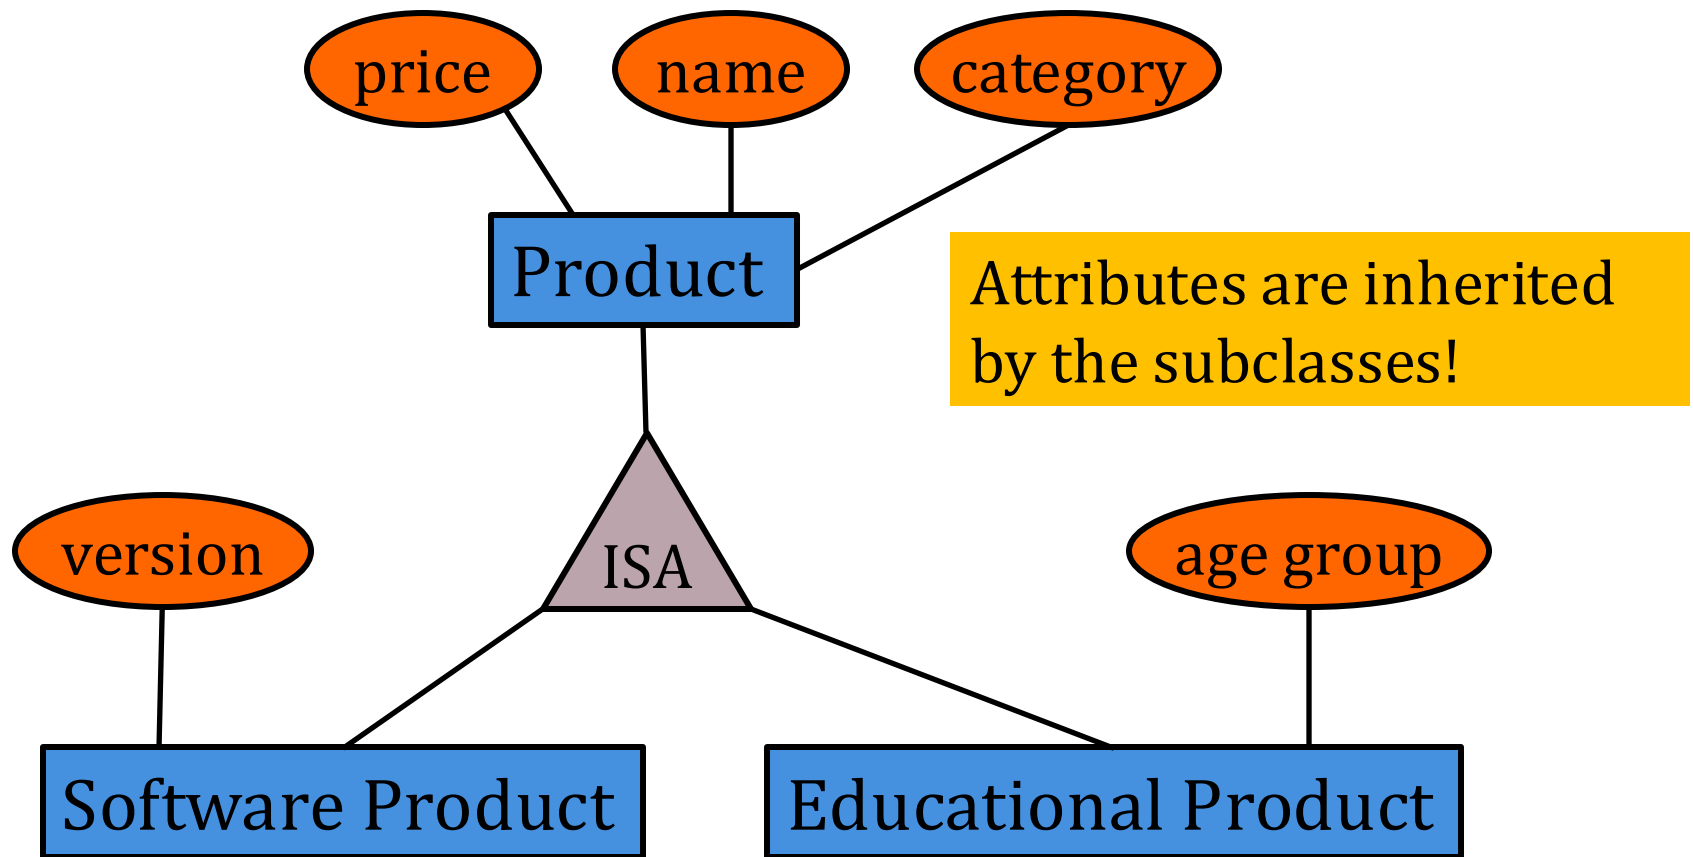 price
name
category
Product
Attributes are inherited
by the subclasses!
version
ISA
age group
Software Product
Educational Product